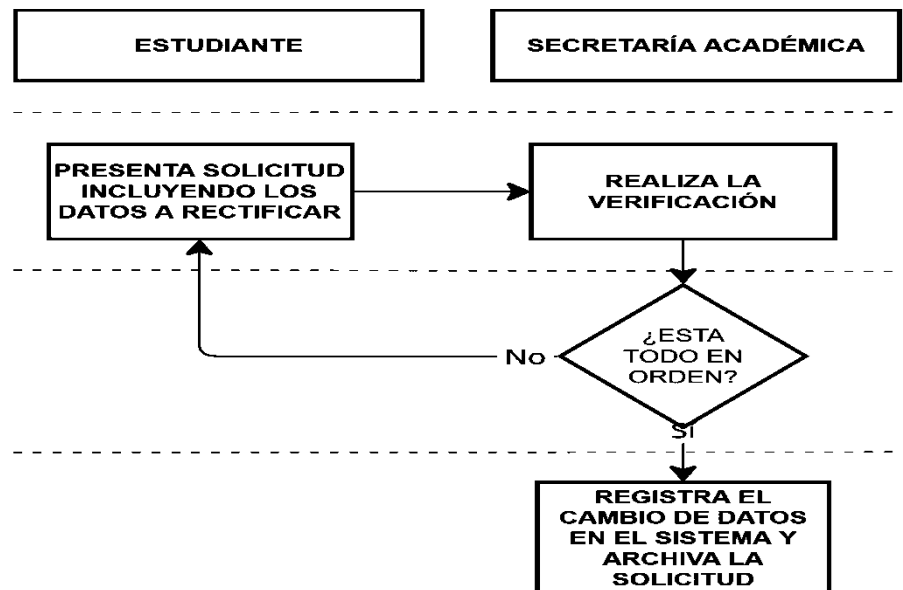 ESTUDIANTE
SECRETARÍA ACADÉMICA
PRESENTA SOLICITUD
INCLUYENDO LOS
DATOS A RECTIFICAR
REALIZA LA
VERIFICACIÓN
¿ESTA
TODO EN
ORDEN?
No
Si
REGISTRA EL
CAMBIO DE DATOS
EN EL SISTEMA Y
ARCHIVA LA
SOLICITUD